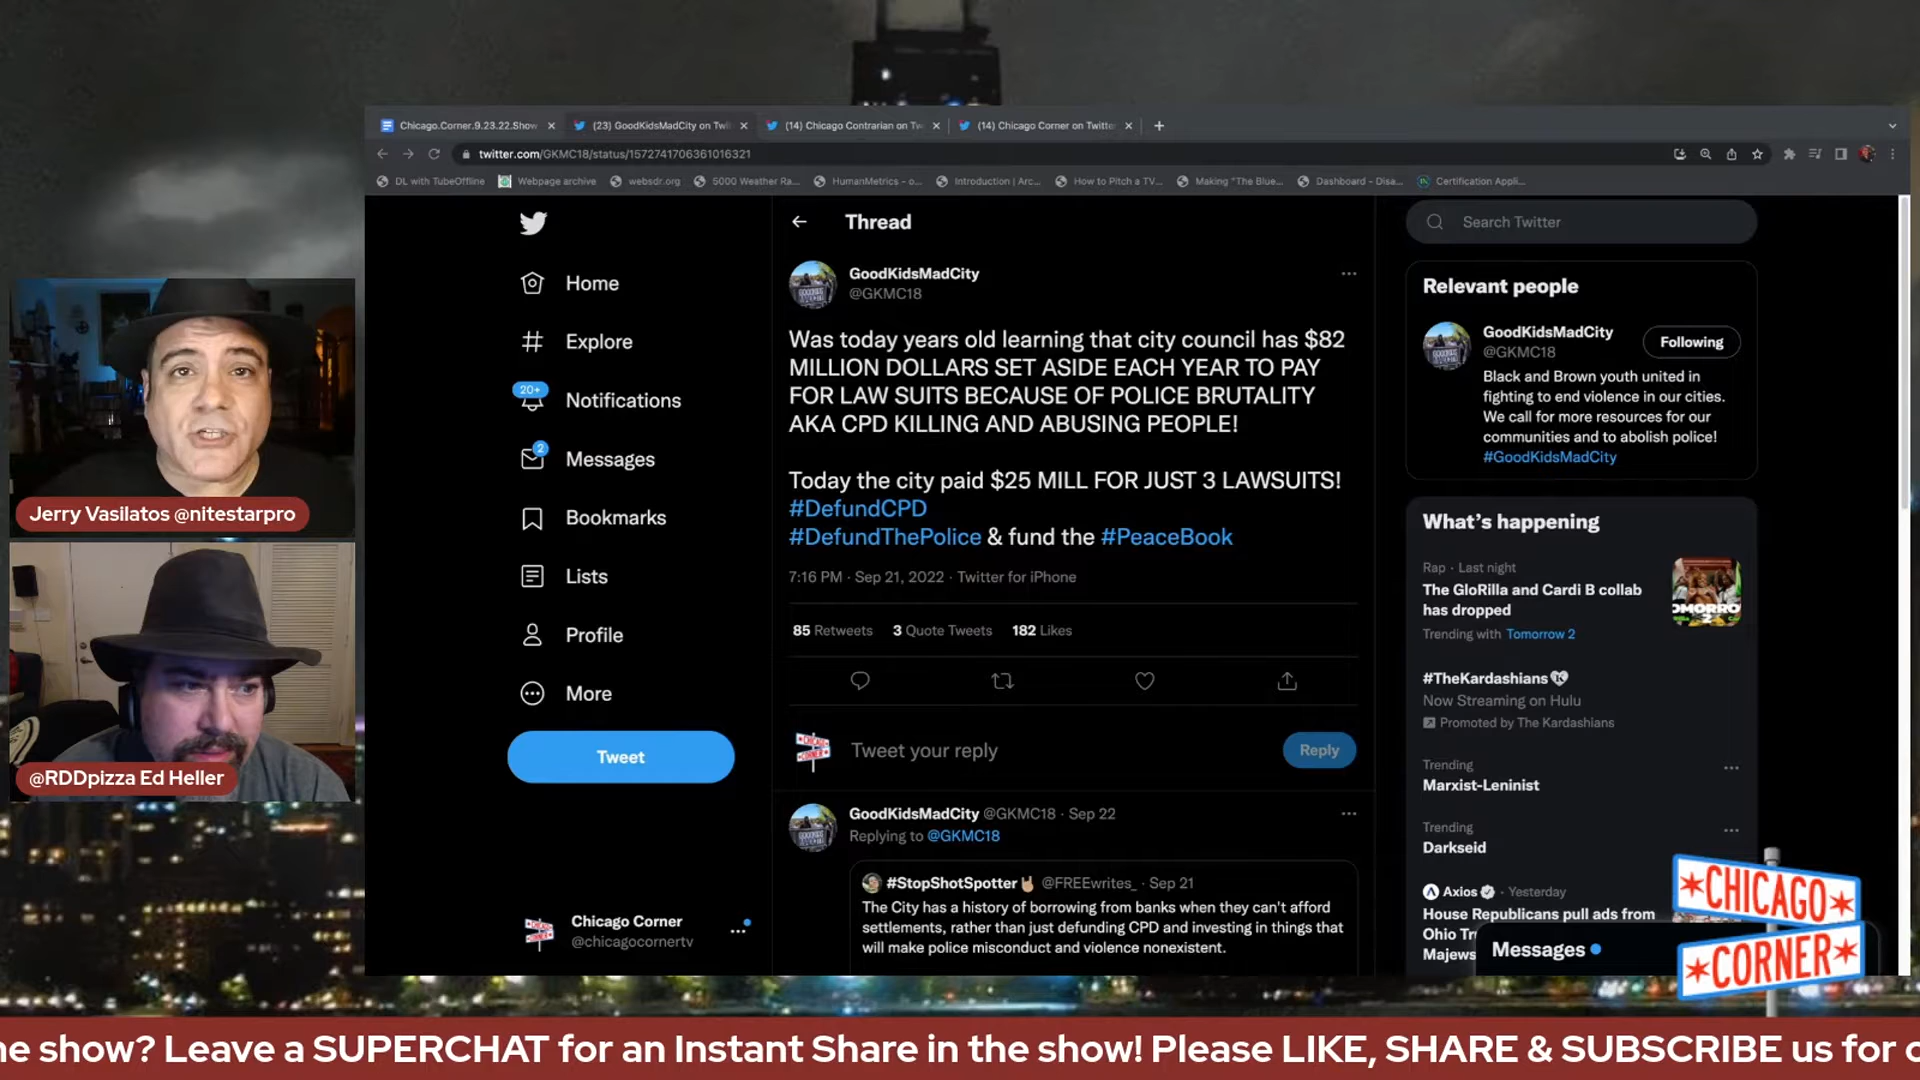 Chicago.Corner.9.23.22.Show
(23) GoodKidsMadCity on Twi
(14) Chicago Contrarian on Tw
(14) Chicago Corner on Twitter
twitter.com/GKMC18/status/1572741706361016321
DL with TubeOffline
Webpage archive
websdr.org
5000 Weather Ra...
HumanMetrics - o...
Introduction | Arc...
How to Pitch a TV...
Making "The Blue...
Dashboard - Disa...
Certification Appli...
Jerry Vasilatos @nitestarpro
@RDDpizza Ed Heller
Home
Explore
20+
Notifications
2
Messages
Bookmarks
Lists
Profile
More
Tweet
Chicago Corner
@chicagocornertv
Thread
GoodKidsMadCity
@GKMC18
Was today years old learning that city council has $82
MILLION DOLLARS SET ASIDE EACH YEAR TO PAY
FOR LAW SUITS BECAUSE OF POLICE BRUTALITY
AKA CPD KILLING AND ABUSING PEOPLE!
Today the city paid $25 MILL FOR JUST 3 LAWSUITS!
#DefundCPD
#DefundThePolice & fund the #PeaceBook
7:16 PM · Sep 21, 2022 · Twitter for iPhone
85 Retweets 3 Quote Tweets 182 Likes
Tweet your reply
Reply
GoodKidsMadCity @GKMC18 · Sep 22
Replying to @GKMC18
#StopShotSpotter🤘🏽 @FREEwrites_ · Sep 21
The City has a history of borrowing from banks when they can't afford
settlements, rather than just defunding CPD and investing in things that
will make police misconduct and violence nonexistent.
Search Twitter
Relevant people
GoodKidsMadCity
@GKMC18
Following
Black and Brown youth united in
fighting to end violence in our cities.
We call for more resources for our
communities and to abolish police!
#GoodKidsMadCity
What's happening
Rap · Last night
The GloRilla and Cardi B collab
has dropped
Trending with Tomorrow 2
#TheKardashians
Now Streaming on Hulu
Promoted by The Kardashians
Trending
Marxist-Leninist
Trending
Darkseid
Axios · Yesterday
House Republicans pull ads from
Ohio Tr
Majews
Messages
CHICAGO
CORNER
ne show? Leave a SUPERCHAT for an Instant Share in the show! Please LIKE, SHARE & SUBSCRIBE us for